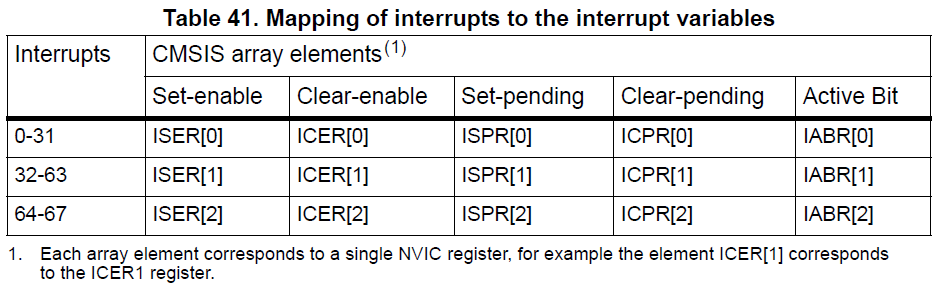 Table 41. Mapping of interrupts to the interrupt variables
Interrupts CMSIS array elements(1)
Set-enable Clear-enable Set-pending Clear-pending Active Bit
0-31 ISER[0] ICER[0] ISPR[0] ICPR[0] IABR[0]
32-63 ISER[1] ICER[1] ISPR[1] ICPR[1] IABR[1]
64-67 ISER[2] ICER[2] ISPR[2] ICPR[2] IABR[2]
1. Each array element corresponds to a single NVIC register, for example the element ICER[1] corresponds
to the ICER1 register.